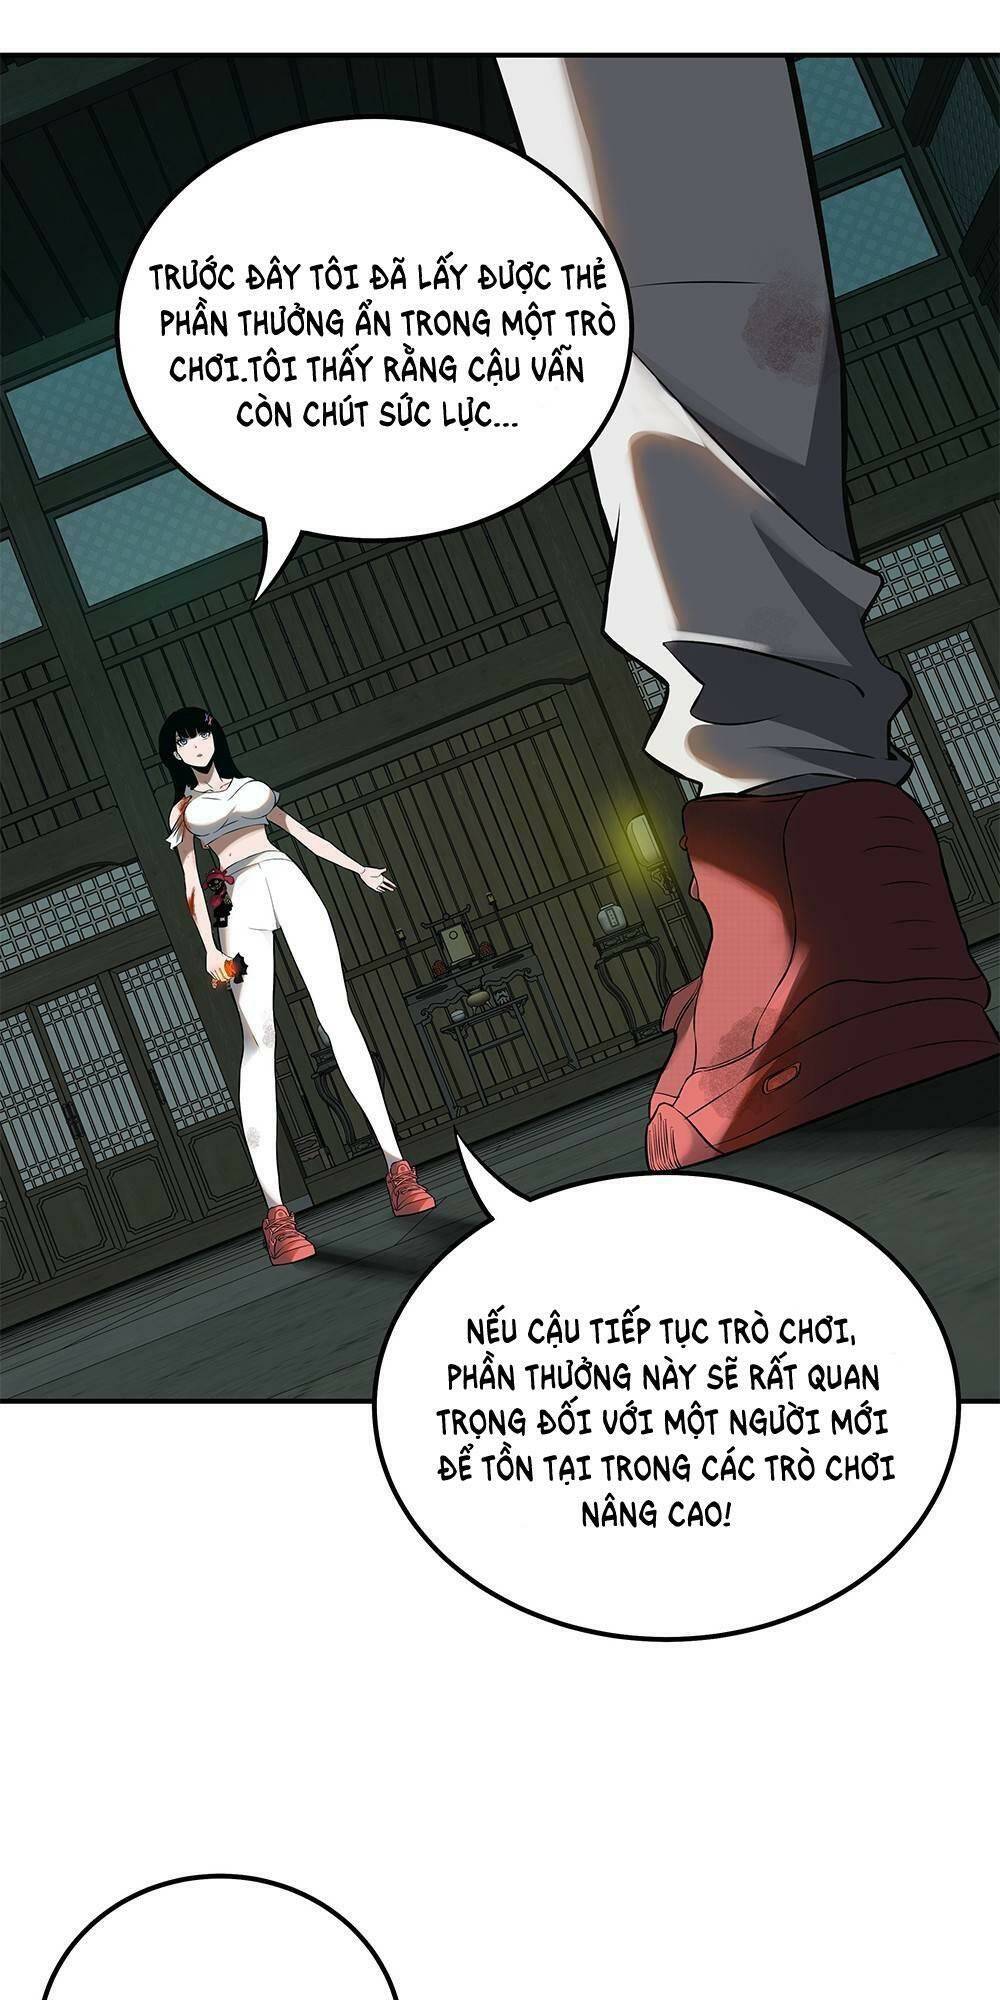 TRƯỚC ĐÂY TÔI ĐÃ LẤY ĐƯỢC THẺ
PHẦN THƯỞNG ẨN TRONG MỘT TRÒ
CHƠI.TÔI THẤY RẰNG CẬU VẪN
CÒN CHÚT SỨC LỰC...
NẾU CẬU TIẾP TỤC TRÒ CHƠI,
PHẦN THƯỞNG NÀY SẼ RẤT QUAN
TRỌNG ĐỐI VỚI MỘT NGƯỜI MỚI
ĐỂ TỒN TẠI TRONG CÁC TRÒ CHƠI
NÂNG CAO!